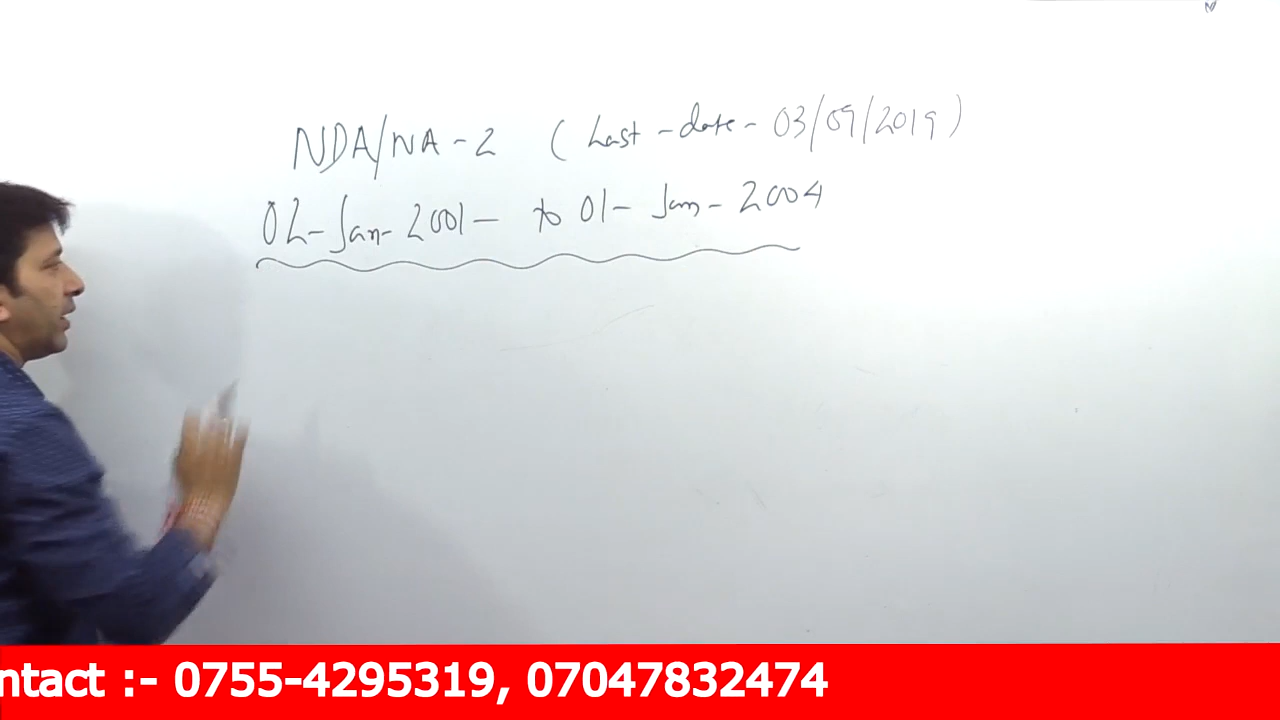 NDA/NA-2 (Last-date-03/09/2019)
02-Jan-2001- to 01-Jan-2004
ntact :- 0755-4295319, 07047832474